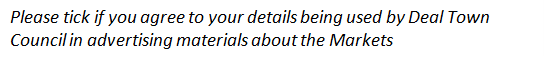 Please tick if you agree to your details being used by Deal Town
Council in advertising materials about the Markets